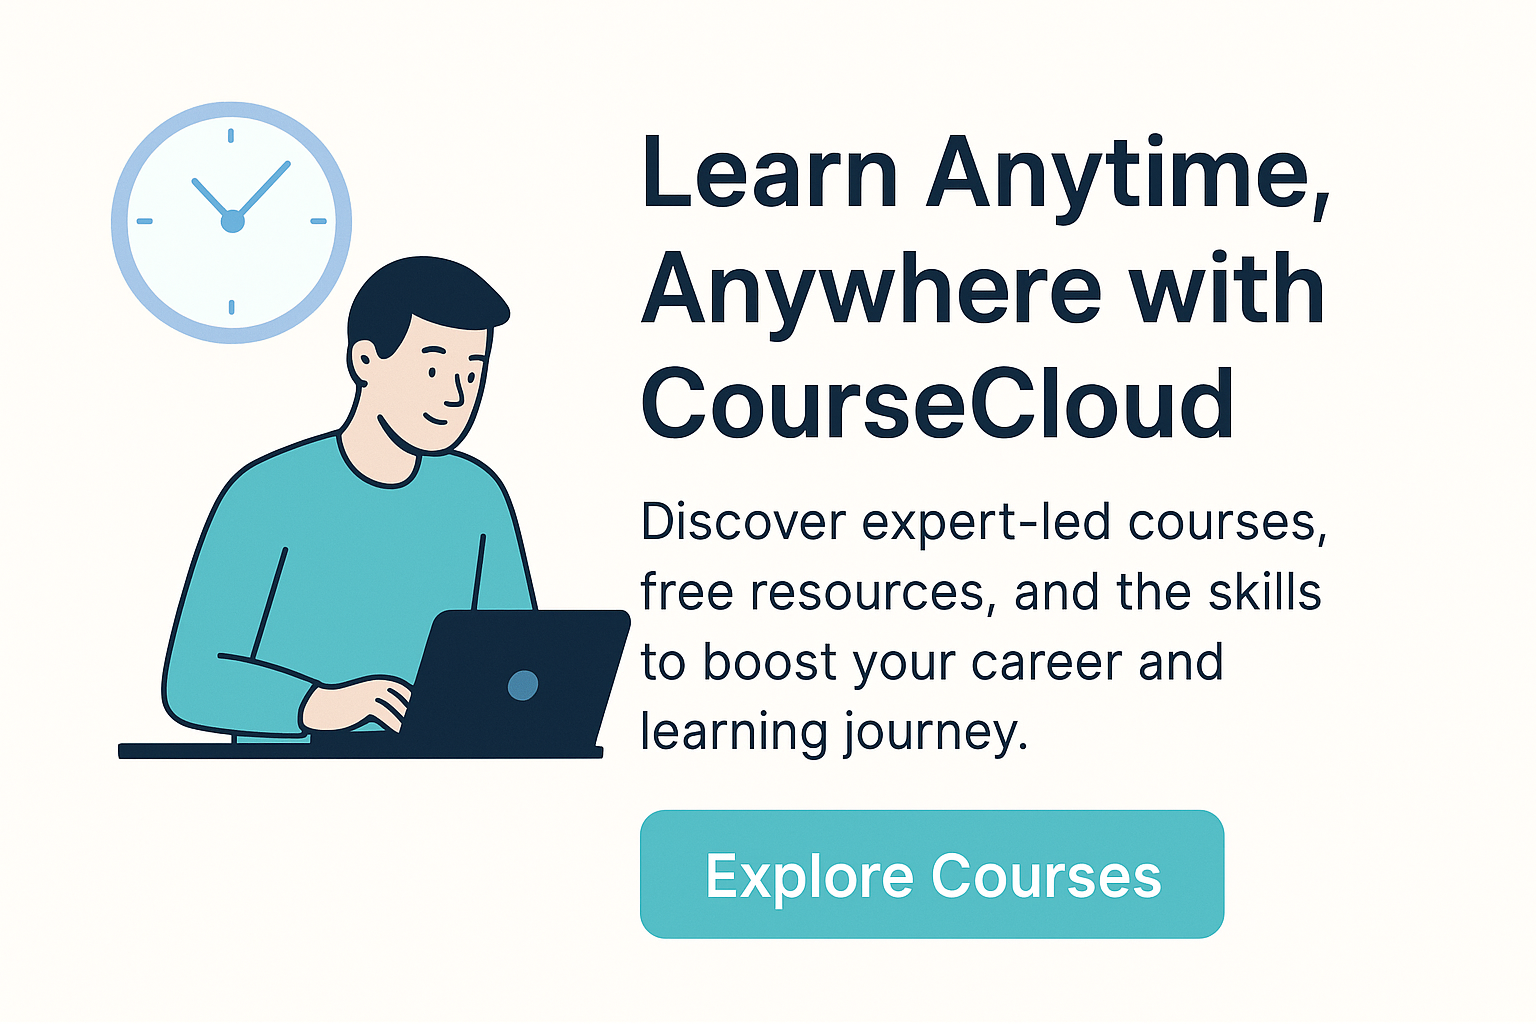 Learn Anytime,
Anywhere with
CourseCloud
Discover expert-led courses,
free resources, and the skills
to boost your career and
learning journey.
Explore Courses